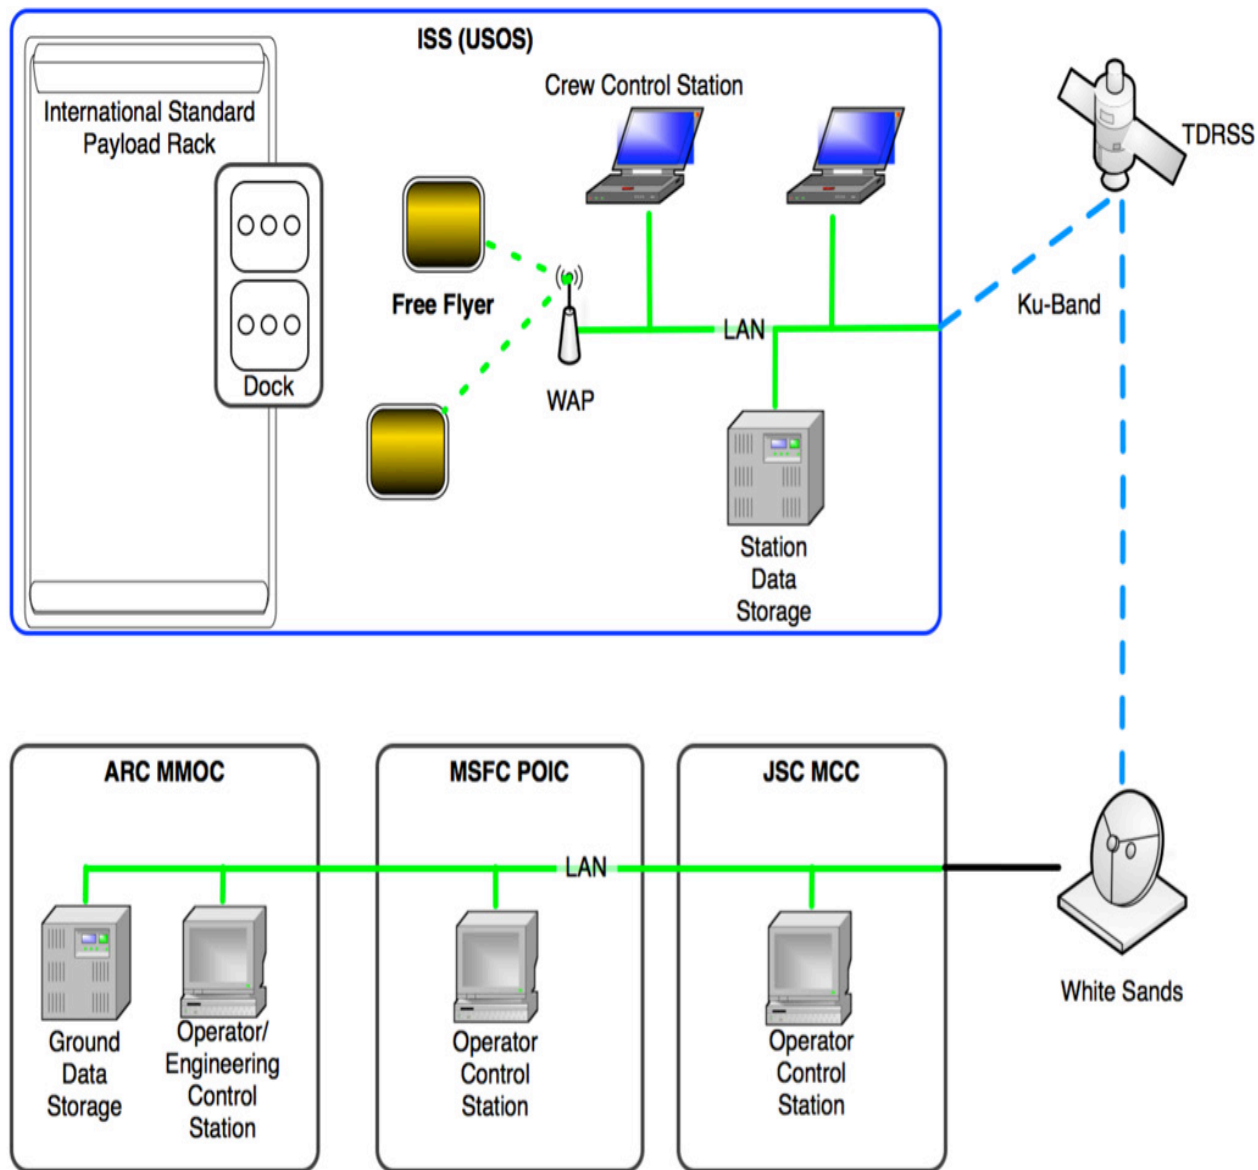 ISS (USOS)
International Standard
Payload Rack
Crew Control Station
TDRSS
Free Flyer
LAN
Ku-Band
Dock
WAP
Station
Data
Storage
ARC MMOC
MSFC POIC
JSC MCC
LAN
White Sands
Ground
Data
Storage
Operator/
Engineering
Control
Station
Operator
Control
Station
Operator
Control
Station